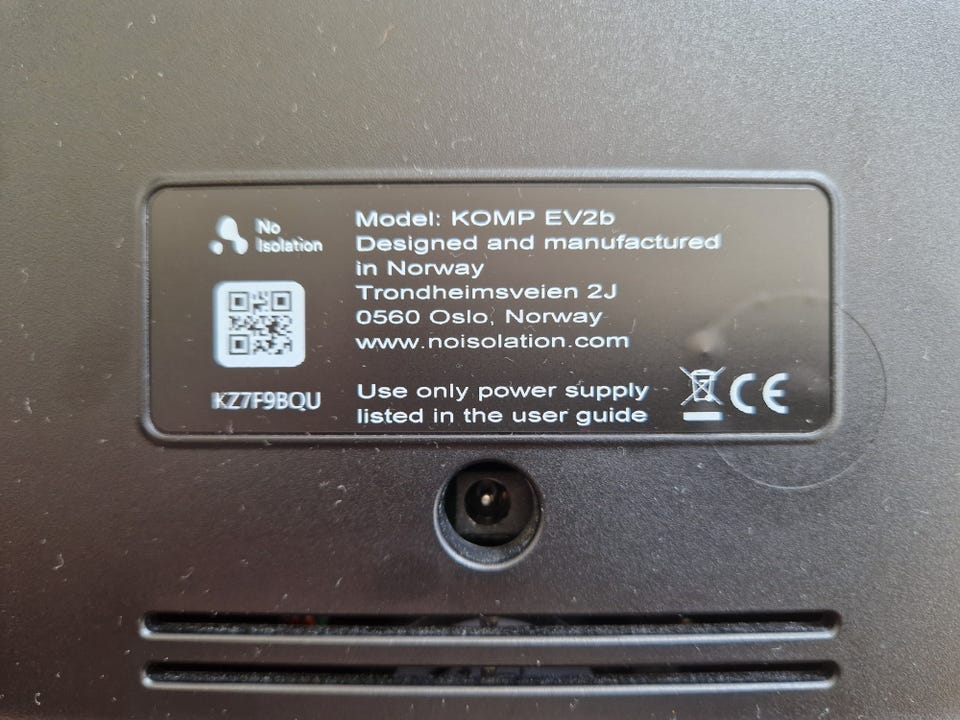 No
Isolation
KZ7F9BQU
Model: KOMP EV2b
Designed and manufactured
in Norway
Trondheimsveien 2J
0560 Oslo, Norway
www.noisolation.com
Use only power supply
listed in the user guide
CE